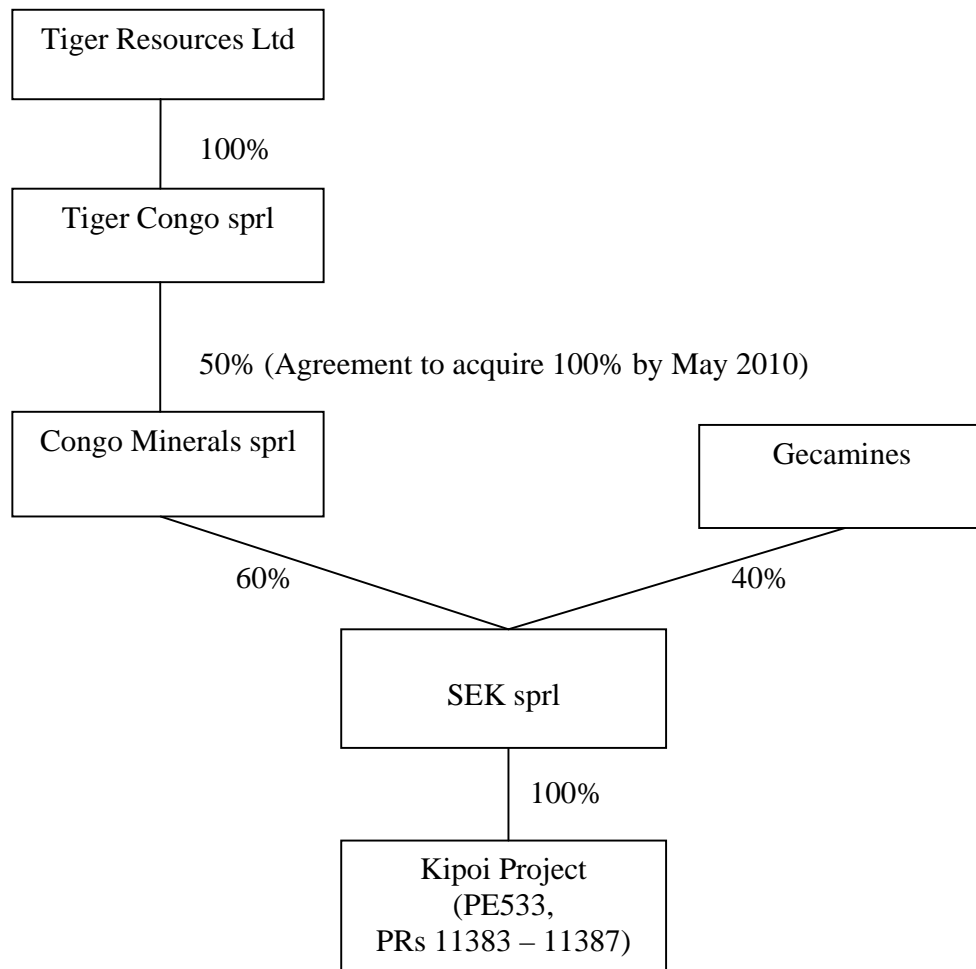 Tiger Resources Ltd
100%
Tiger Congo sprl
50% (Agreement to acquire 100% by May 2010)
Congo Minerals sprl
Gecamines
60%
40%
SEK sprl
100%
Kipoi Project
(PE533,
PRs 11383 – 11387)